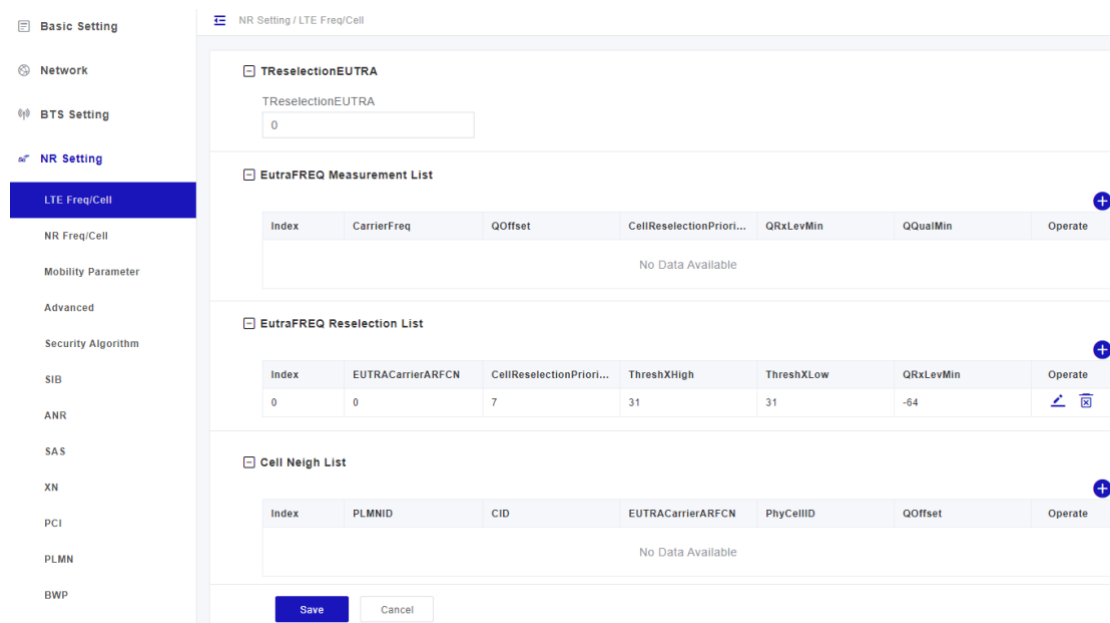 Basic Setting
Network
BTS Setting
NR Setting
LTE Freq/Cell
NR Freq/Cell
Mobility Parameter
Advanced
Security Algorithm
SIB
ANR
SAS
XN
PCI
PLMN
BWP
NR Setting / LTE Freq/Cell
TReselectionEUTRA
TReselectionEUTRA
0
EutraFREQ Measurement List
Index CarrierFreq QOffset CellReselectionPriori... QRxLevMin QQualMin Operate
No Data Available
EutraFREQ Reselection List
Index EUTRACarrierARFCN CellReselectionPriori... ThreshXHigh ThreshXLow QRxLevMin Operate
0 0 7 31 31 -64
Cell Neigh List
Index PLMNID CID EUTRACarrierARFCN PhyCellID QOffset Operate
No Data Available
Save Cancel